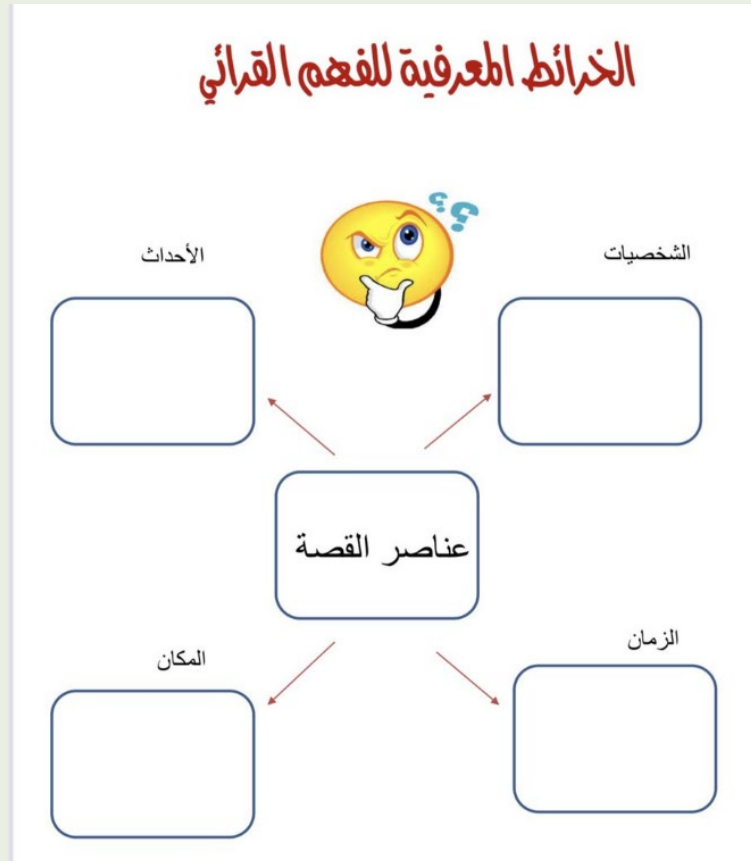 الخرائط المعرفية للفهم القرائي
؟؟
الشخصيات
الأحداث
عناصر القصة
الزمان
المكان